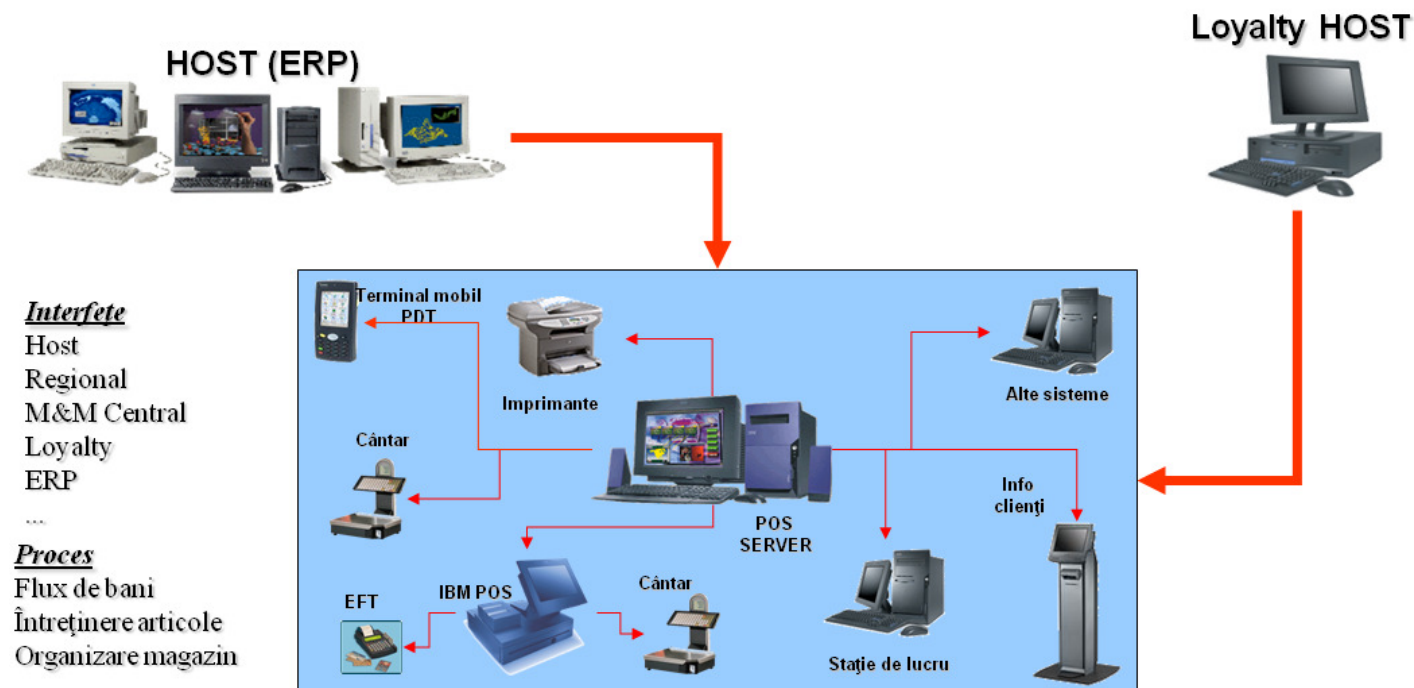 HOST (ERP)
Loyalty HOST
Interfeţe
Host
Regional
M&M Central
Loyalty
ERP
...
Proces
Flux de bani
Întreţinere articole
Organizare magazin
Terminal mobil
PDT
Imprimante
Alte sisteme
Cântar
POS
SERVER
Info
clienţi
EFT
IBM POS
Cântar
Staţie de lucru